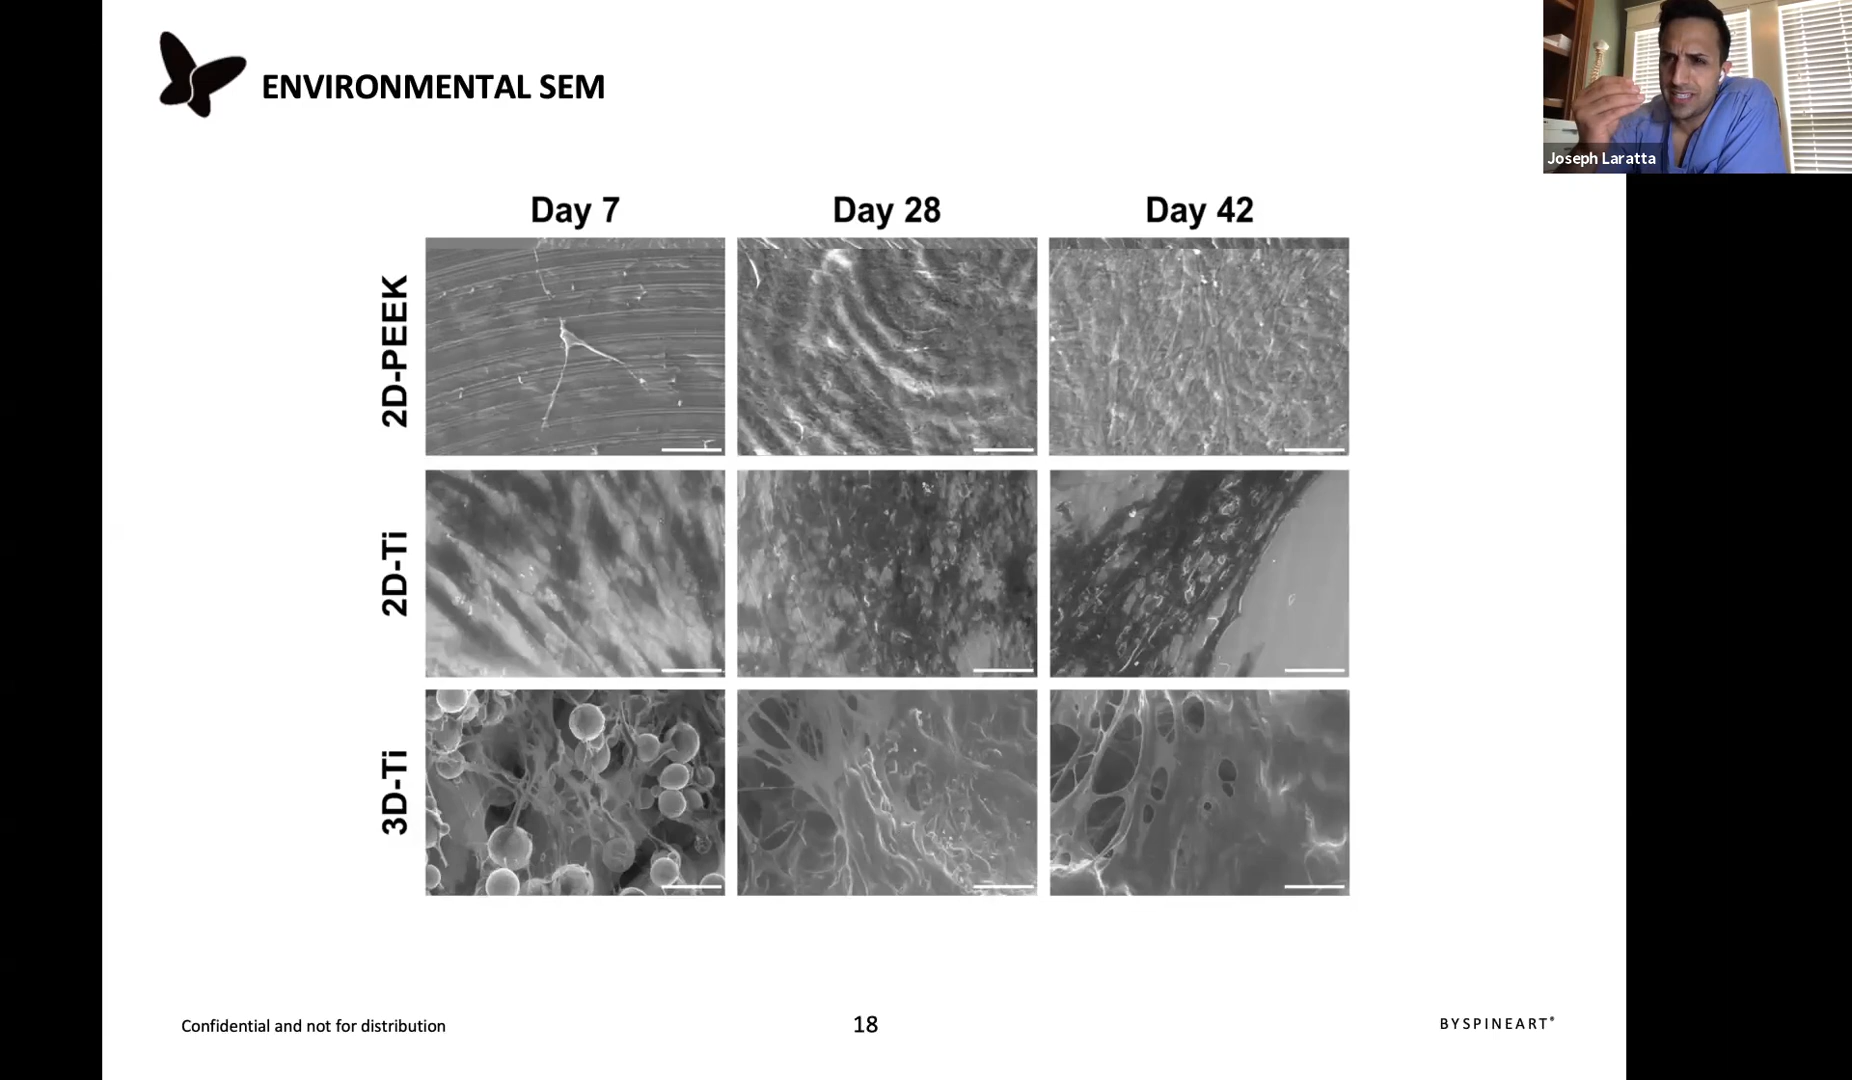 ENVIRONMENTAL SEM
Joseph Laratta
Day 7 Day 28 Day 42
2D-PEEK
2D-Ti
3D-Ti
Confidential and not for distribution 18 BYSPINEART®